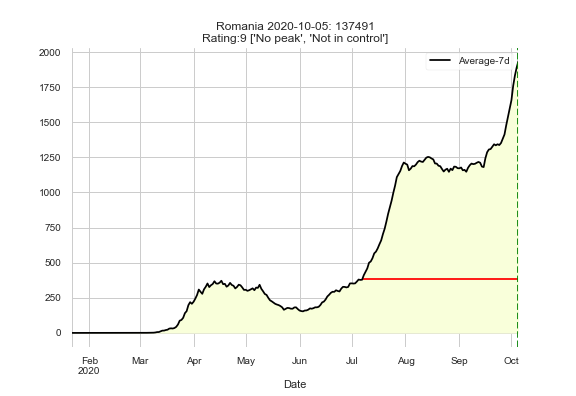 Romania 2020-10-05: 137491
Rating:9 ['No peak', 'Not in control']
Average-7d
2000
1750
1500
1250
1000
750
500
250
0
Feb Mar Apr May Jun Jul Aug Sep Oct
2020
Date